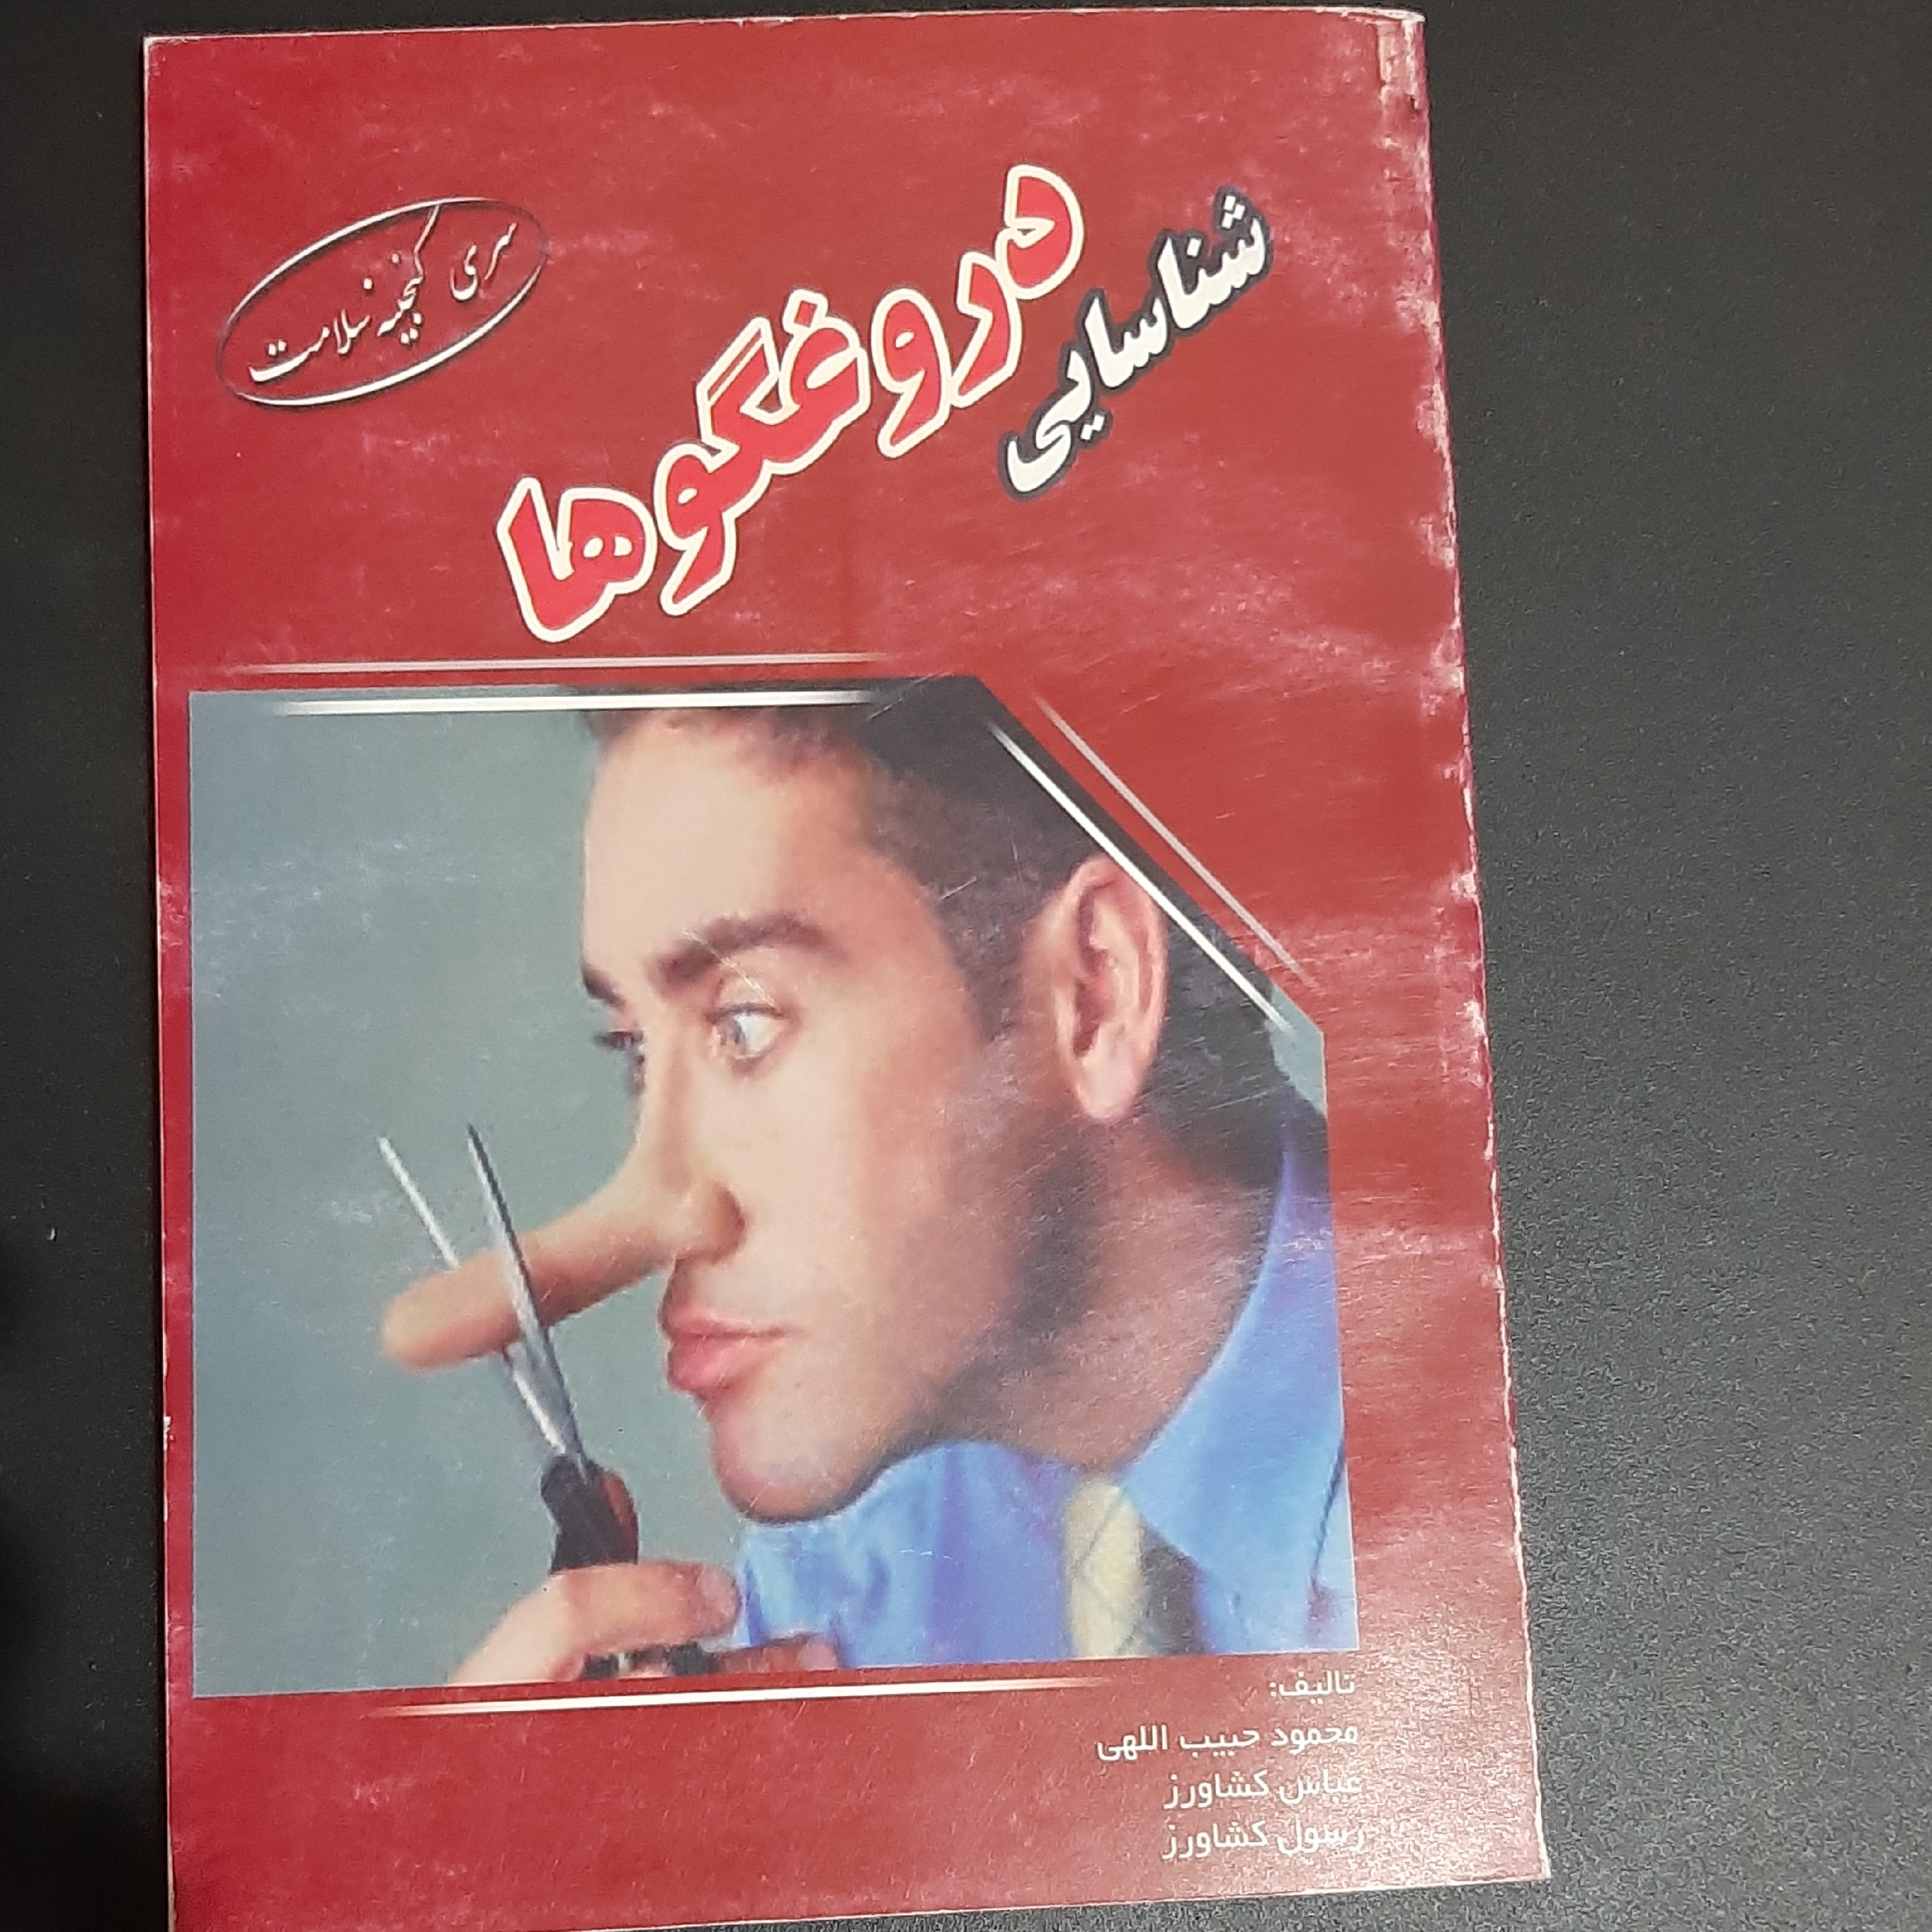 شناسایی
دروغگوها
سری گنجینه سلامت
تالیف:
محمود حبیب اللهی
عباس کشاورز
رسول کشاورز